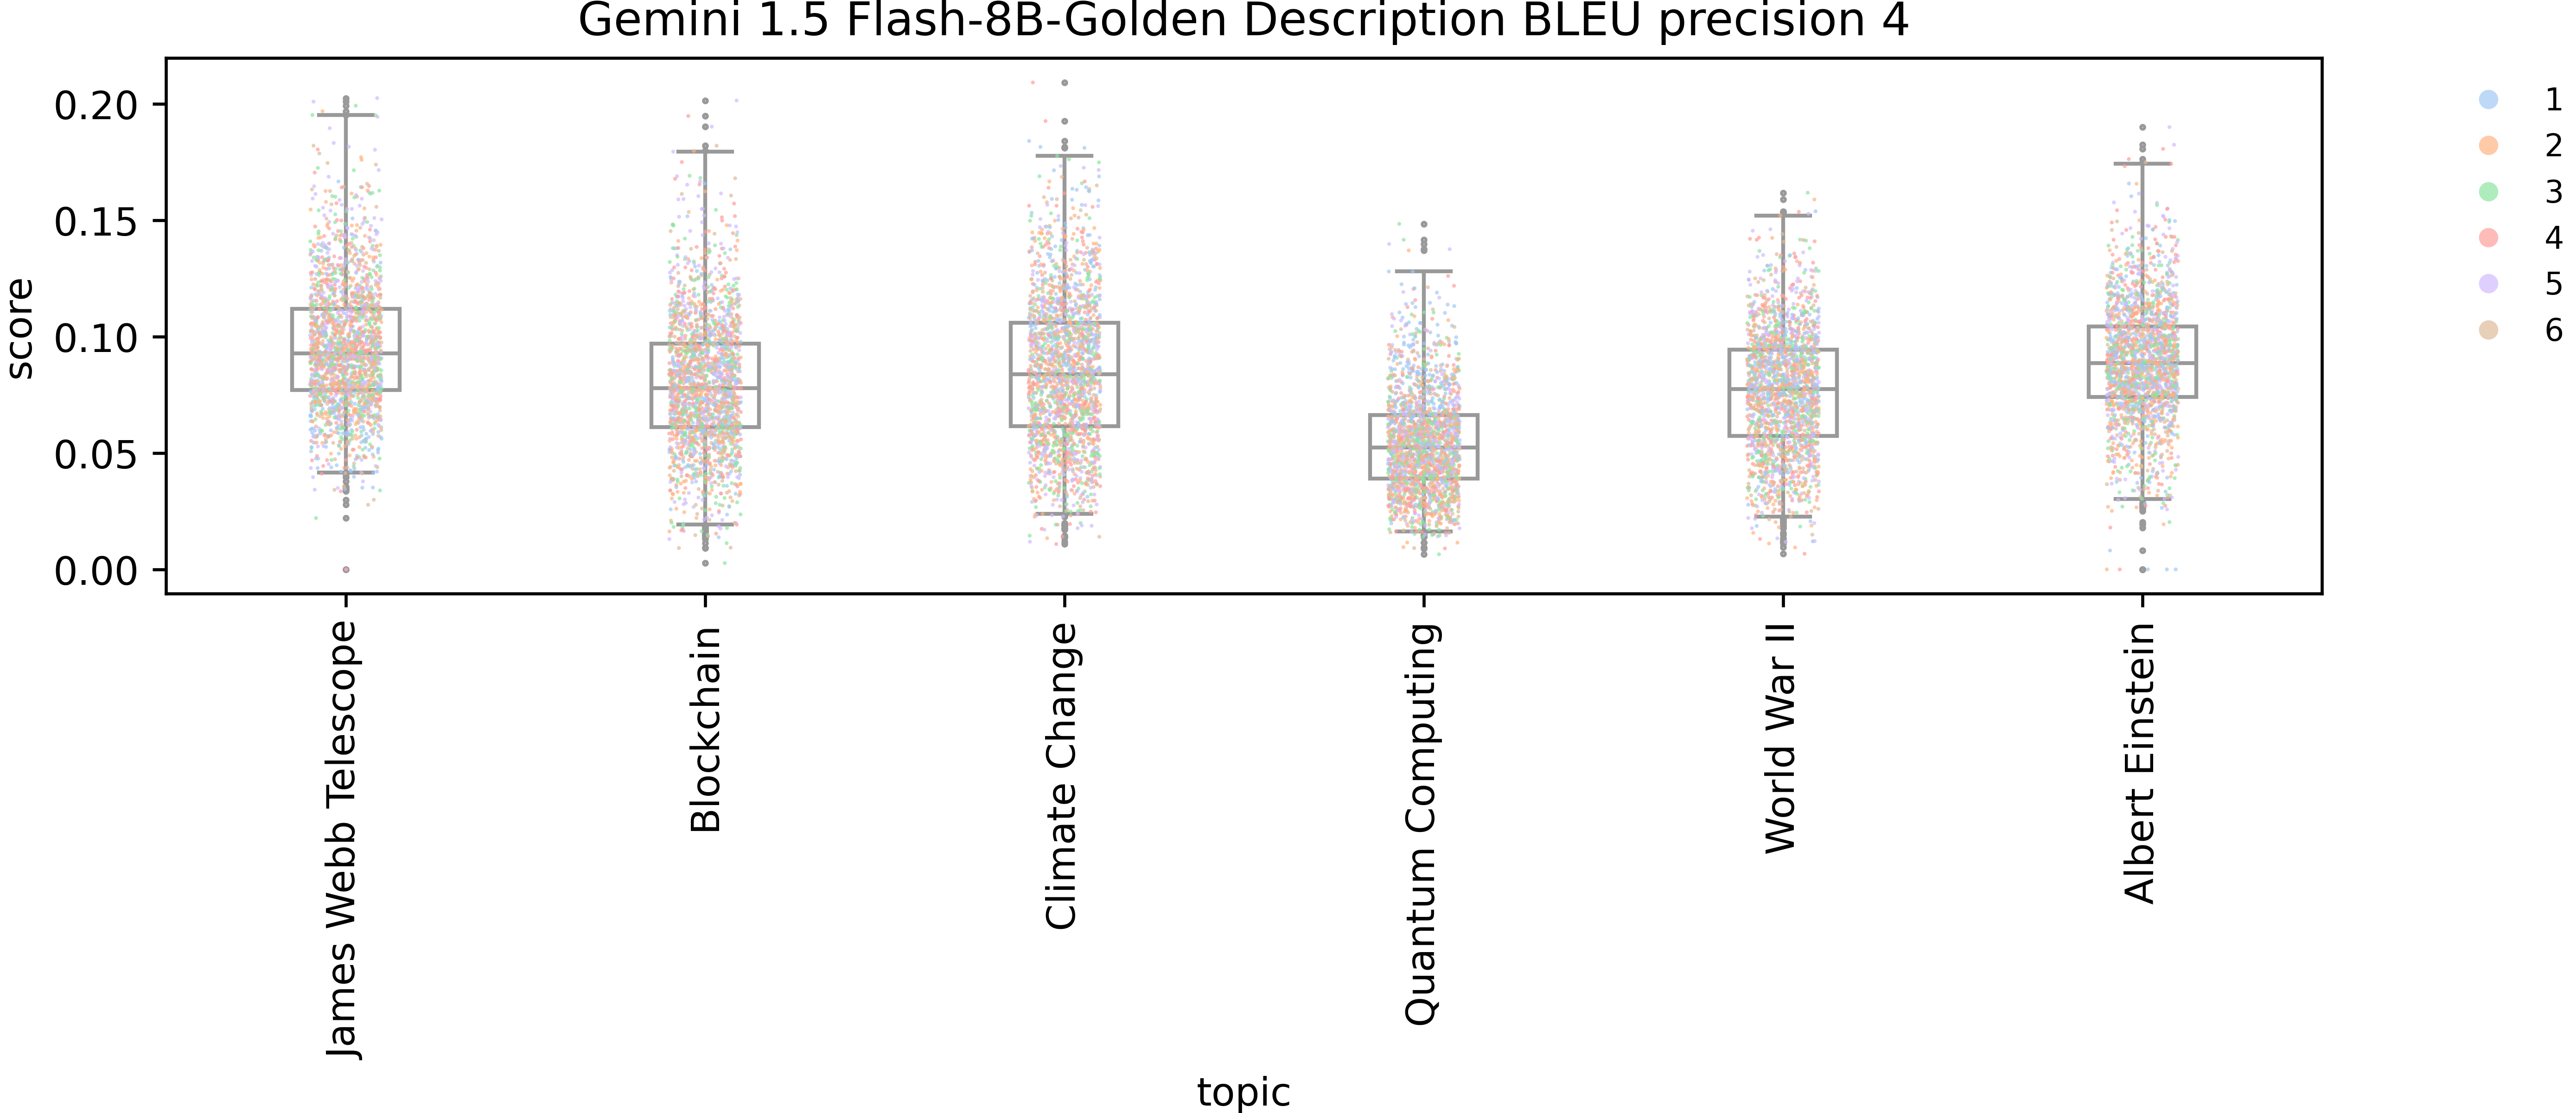 Gemini 1.5 Flash-8B-Golden Description BLEU precision 4
score
0.20
0.15
0.10
0.05
0.00
James Webb Telescope
Blockchain
Climate Change
Quantum Computing
World War II
Albert Einstein
topic
1
2
3
4
5
6